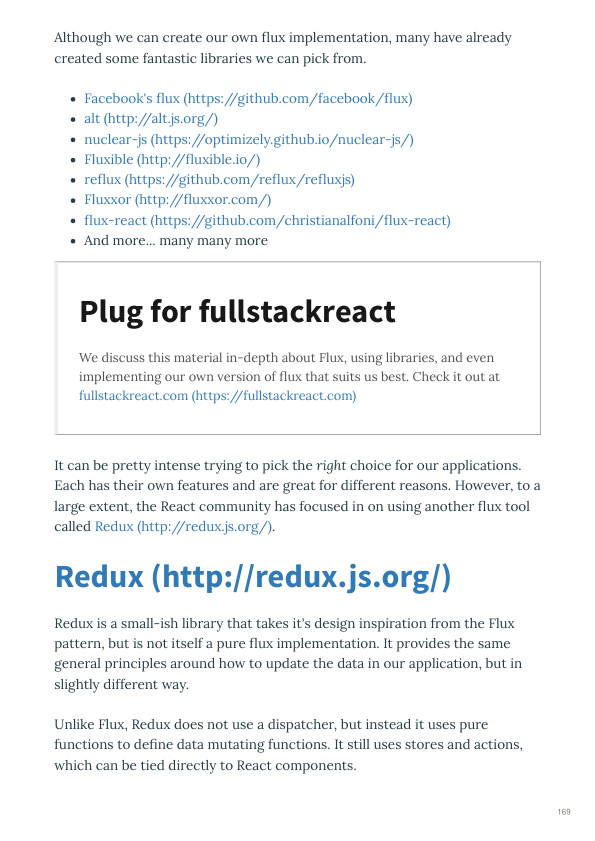 Although we can create our own flux implementation, many have already
created some fantastic libraries we can pick from.
• Facebook's flux (https://github.com/facebook/flux)
• alt (http://alt.js.org/)
• nuclear-js (https://optimizely.github.io/nuclear-js/)
• Fluxible (http://fluxible.io/)
• reflux (https://github.com/reflux/refluxjs)
• Fluxxor (http://fluxxor.com/)
• flux-react (https://github.com/christianalfoni/flux-react)
• And more... many many more
Plug for fullstackreact
We discuss this material in-depth about Flux, using libraries, and even
implementing our own version of flux that suits us best. Check it out at
fullstackreact.com (https://fullstackreact.com)
It can be pretty intense trying to pick the right choice for our applications.
Each has their own features and are great for different reasons. However, to a
large extent, the React community has focused in on using another flux tool
called Redux (http://redux.js.org/).
Redux (http://redux.js.org/)
Redux is a small-ish library that takes it's design inspiration from the Flux
pattern, but is not itself a pure flux implementation. It provides the same
general principles around how to update the data in our application, but in
slightly different way.
Unlike Flux, Redux does not use a dispatcher, but instead it uses pure
functions to define data mutating functions. It still uses stores and actions,
which can be tied directly to React components.
169